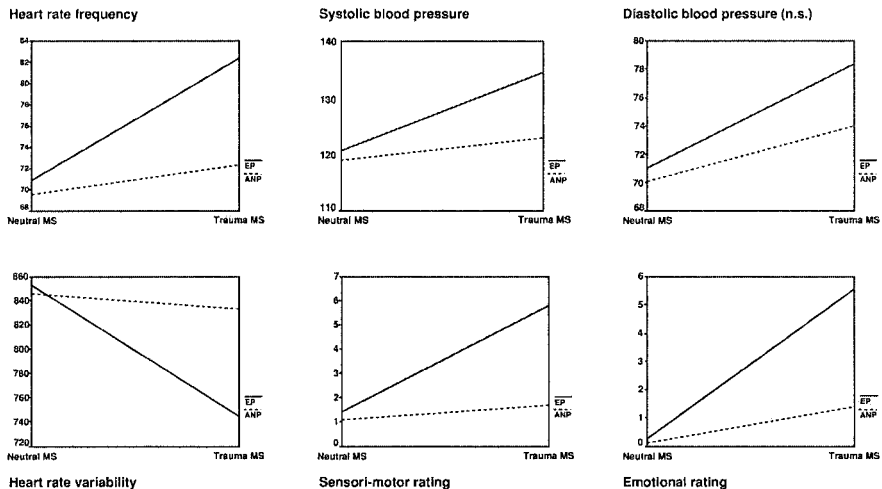 Heart rate frequency
84
82
80
78
76
74
72
70
68
Neutral MS
Trauma MS
EP
ANP
Systolic blood pressure
140
130
120
110
Neutral MS
Trauma MS
EP
ANP
Diastolic blood pressure (n.s.)
80
78
76
74
72
70
68
Neutral MS
Trauma MS
EP
ANP
860
840
820
800
780
760
740
720
Neutral MS
Trauma MS
EP
ANP
Heart rate variability
7
6
5
4
3
2
1
0
Neutral MS
Trauma MS
EP
ANP
Sensori-motor rating
6
5
4
3
2
1
0
Neutral MS
Trauma MS
EP
ANP
Emotional rating